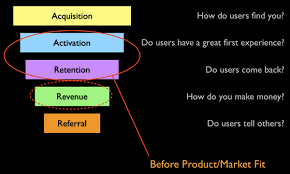 Acquisition How do users find you?
Activation Do users have a great first experience?
Retention Do users come back?
Revenue How do you make money?
Referral Do users tell others?
Before Product/Market Fit